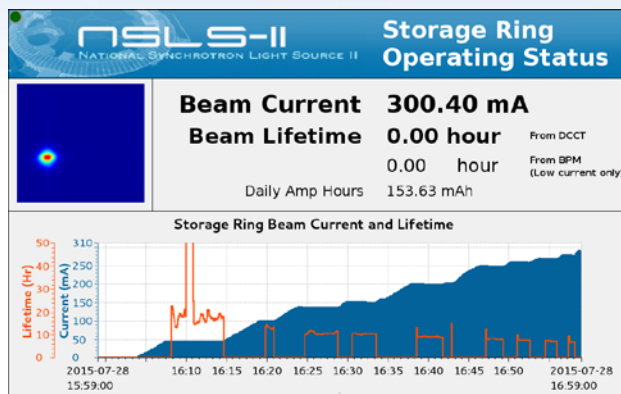 NSLS-II
NATIONAL SYNCHROTRON LIGHT SOURCE II
Storage Ring
Operating Status
Beam Current 300.40 mA
Beam Lifetime 0.00 hour From DCCT
0.00 hour From BPM
(Low current only)
Daily Amp Hours 153.63 mAh
Storage Ring Beam Current and Lifetime
Lifetime (Hr)
50
40
30
20
10
0
Current (mA)
310
250
200
150
100
50
0
2015-07-28
15:59:00
16:10 16:15 16:20 16:25 16:30 16:35 16:40 16:45 16:50
2015-07-28
16:59:00